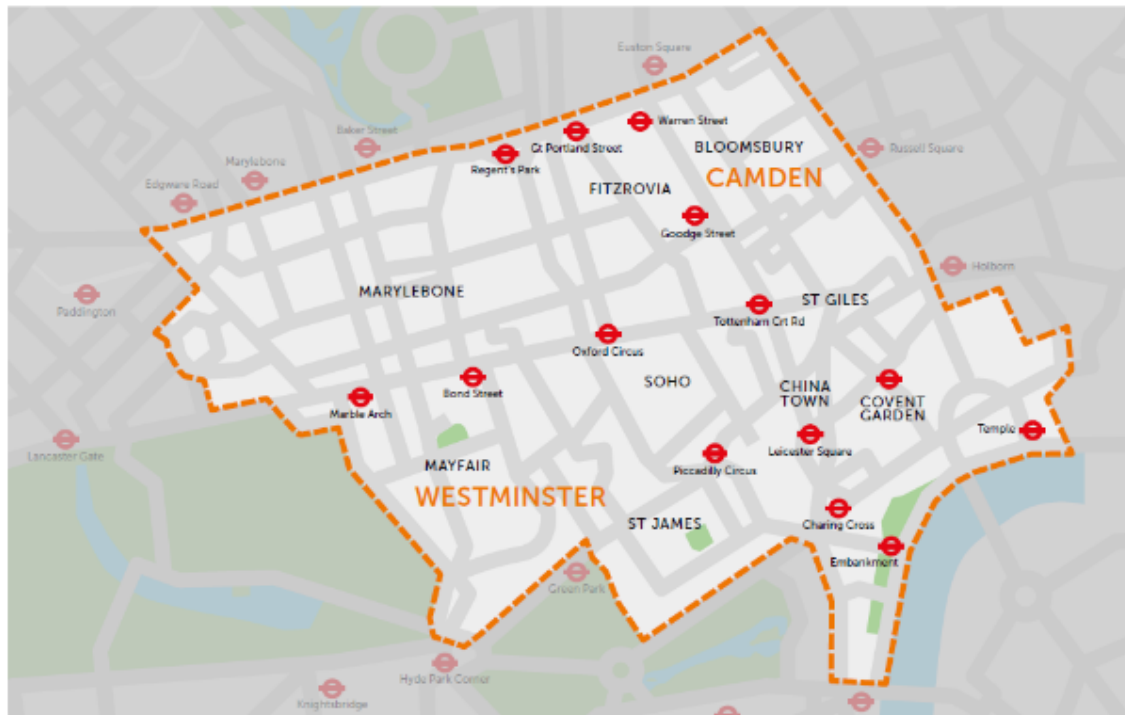 Euston Square
Warren Street
Baker Street
Gt Portland Street
BLOOMSBURY
Russell Square
Marylebone
Regent's Park
CAMDEN
Edgware Road
FITZROVIA
Goodge Street
Holborn
MARYLEBONE
ST GILES
Paddington
Tottenham Crt Rd
Oxford Circus
SOHO
CHINA
TOWN
Bond Street
COVENT
GARDEN
Marble Arch
Temple
Leicester Square
Lancaster Gate
MAYFAIR
Piccadilly Circus
WESTMINSTER
ST JAMES
Charing Cross
Embankment
Green Park
Hyde Park Corner
Knightsbridge